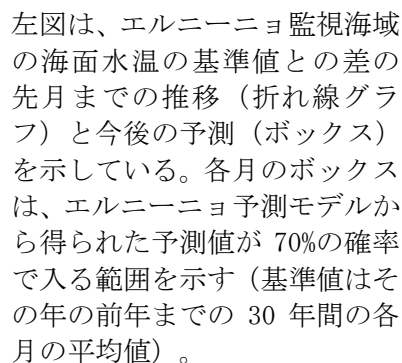 左図は、エルニーニョ監視海域
の海面水温の基準値との差の
先月までの推移（折れ線グラ
フ）と今後の予測（ボックス）
を示している。各月のボックス
は、エルニーニョ予測モデルか
ら得られた予測値が 70%の確率
で入る範囲を示す（基準値はそ
の年の前年までの 30 年間の各
月の平均値）。